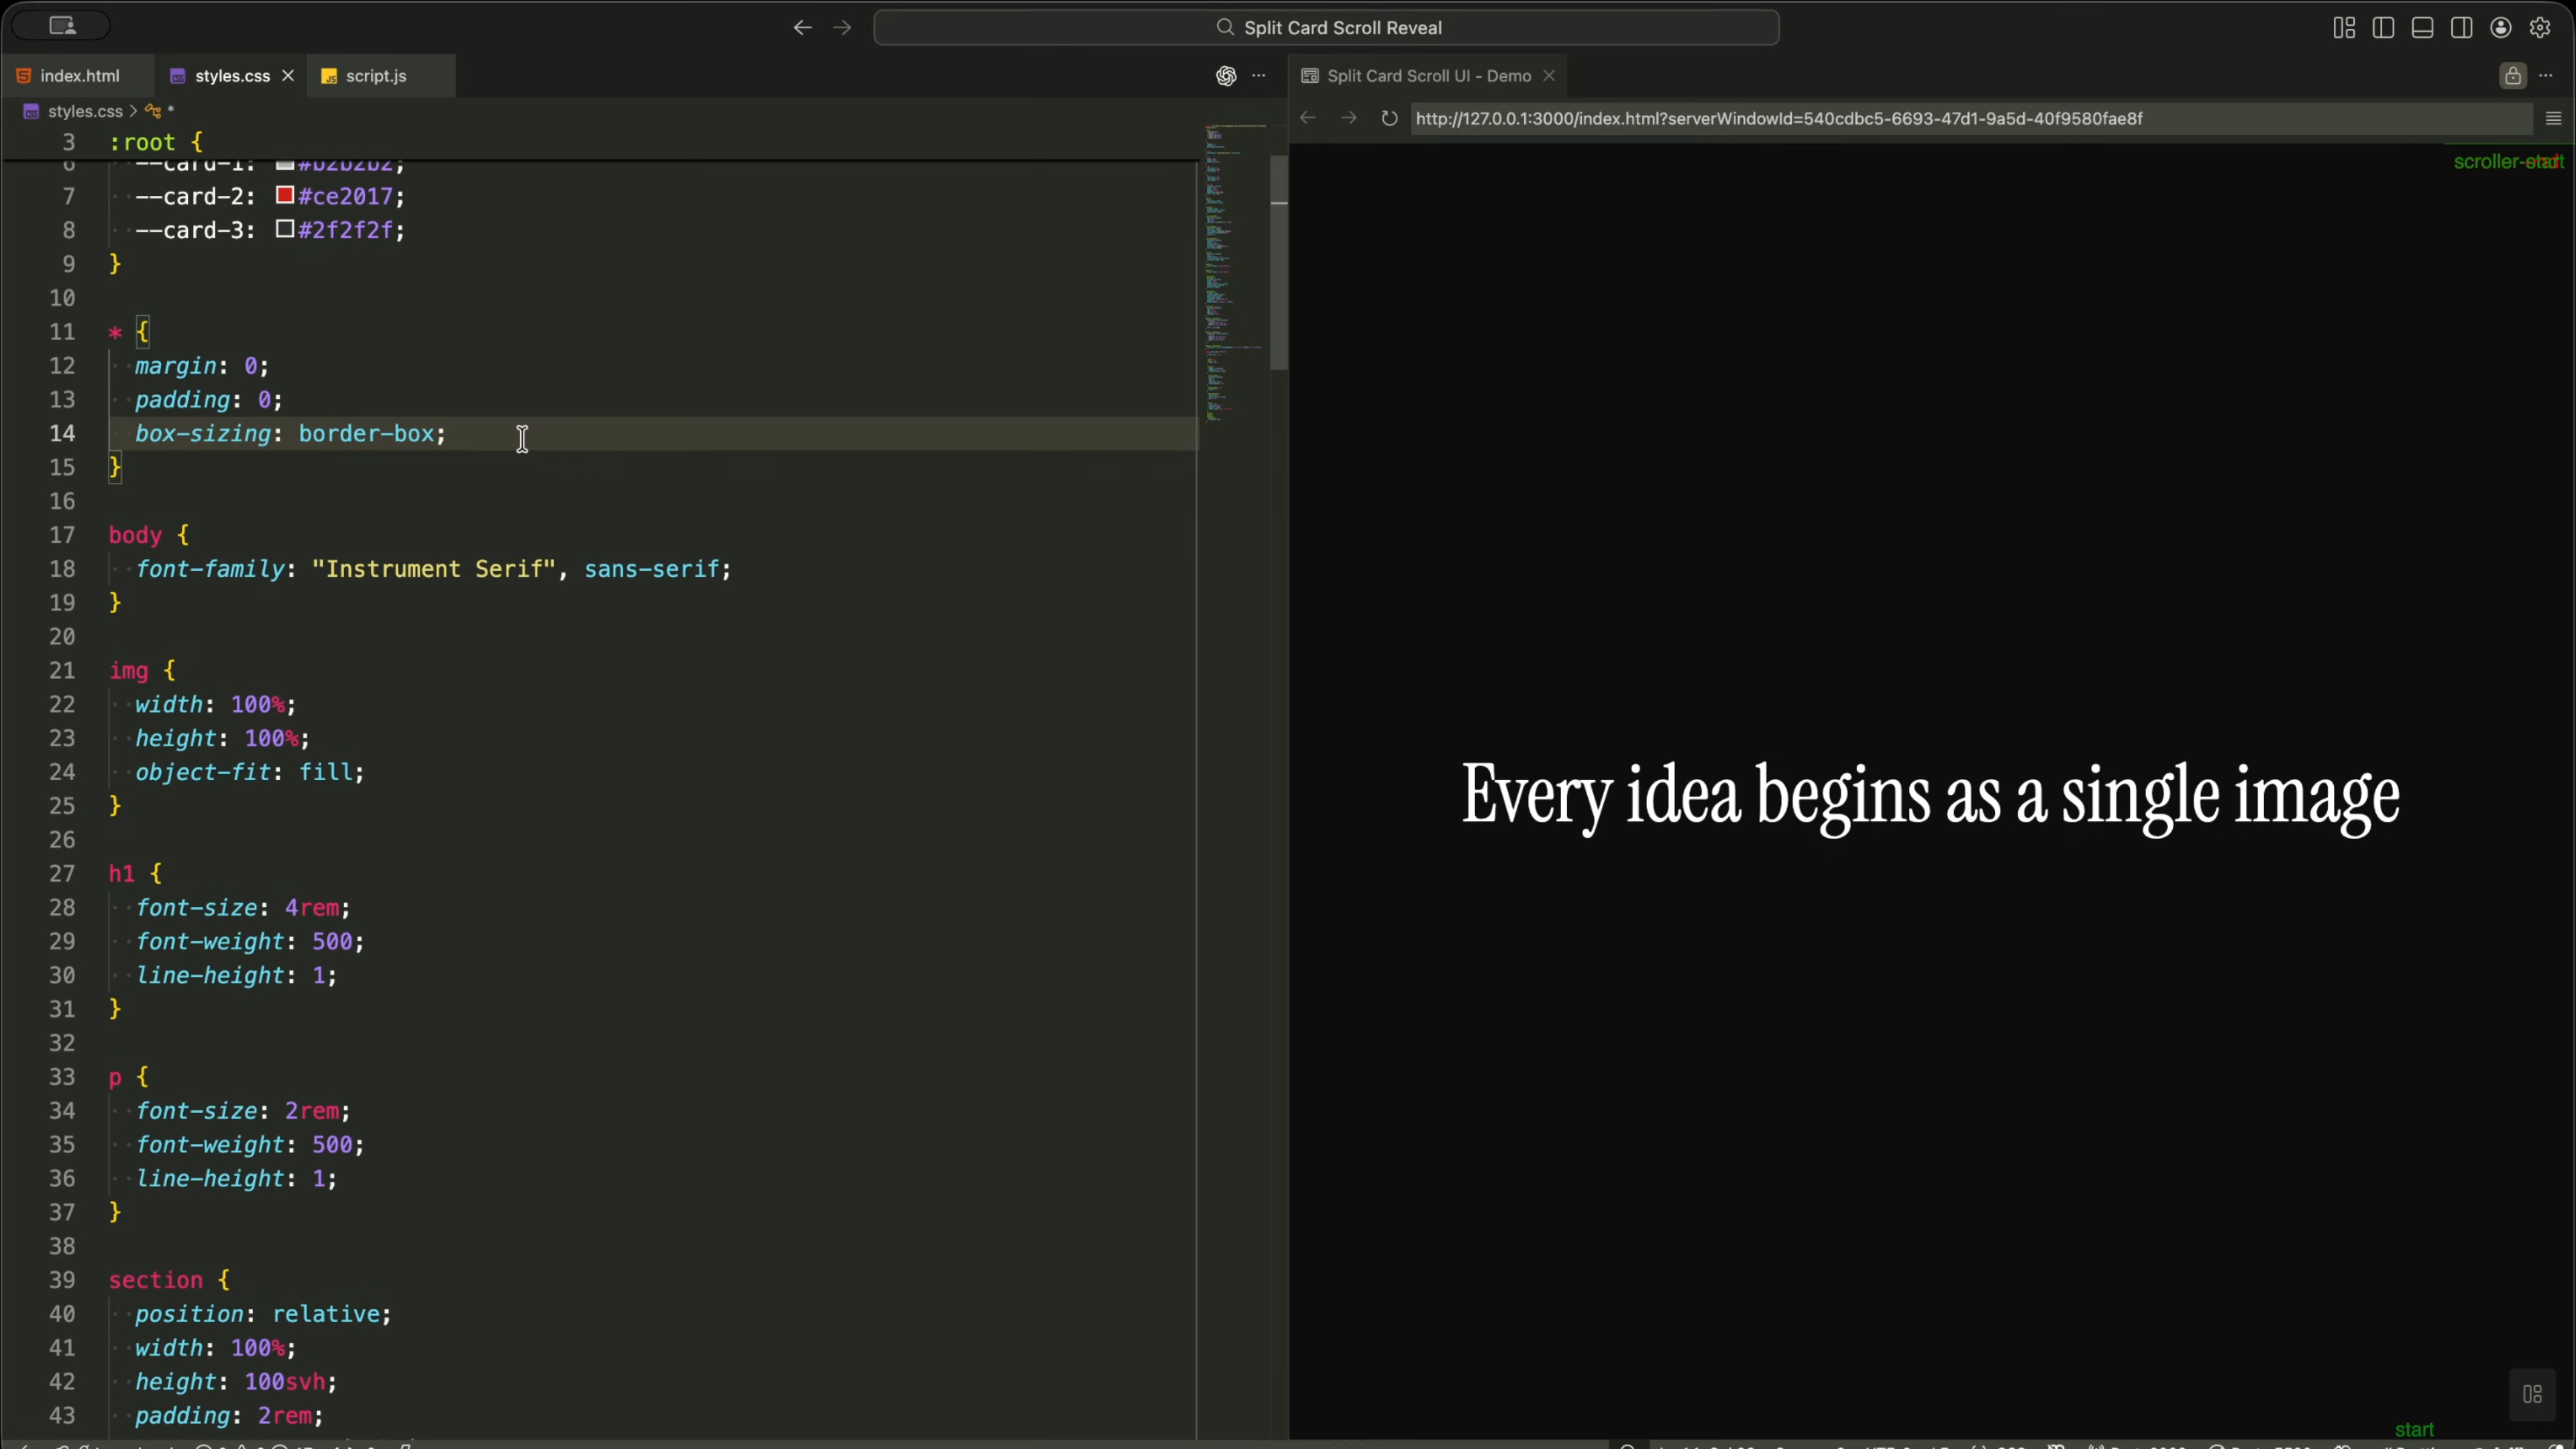 Split Card Scroll Reveal
index.html
styles.css
script.js
styles.css > *
3 :root {
6 --card-1: #b2b2b2;
7 --card-2: #ce2017;
8 --card-3: #2f2f2f;
9 }
10
11 * {
12 margin: 0;
13 padding: 0;
14 box-sizing: border-box;
15 }
16
17 body {
18 font-family: "Instrument Serif", sans-serif;
19 }
20
21 img {
22 width: 100%;
23 height: 100%;
24 object-fit: fill;
25 }
26
27 h1 {
28 font-size: 4rem;
29 font-weight: 500;
30 line-height: 1;
31 }
32
33 p {
34 font-size: 2rem;
35 font-weight: 500;
36 line-height: 1;
37 }
38
39 section {
40 position: relative;
41 width: 100%;
42 height: 100svh;
43 padding: 2rem;
Split Card Scroll UI - Demo
http://127.0.0.1:3000/index.html?serverWindowId=540cdbc5-6693-47d1-9a5d-40f9580fae8f
scroller-start
Every idea begins as a single image
start